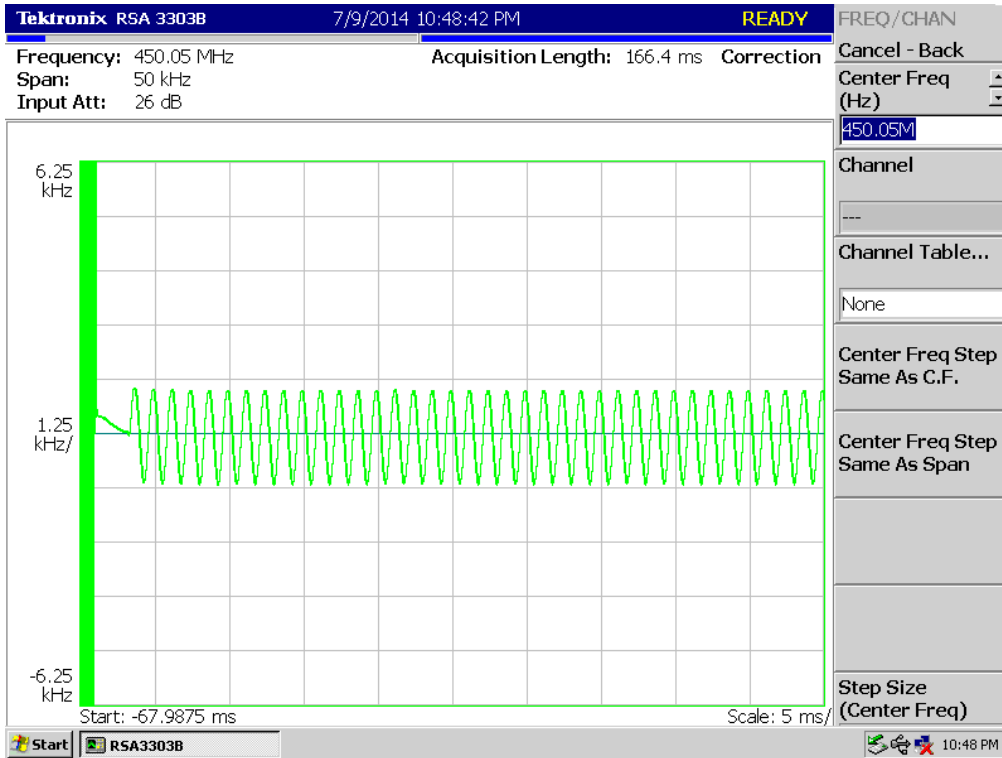 Tektronix RSA 3303B 7/9/2014 10:48:42 PM READY
Frequency: 450.05 MHz Acquisition Length: 166.4 ms Correction
Span: 50 kHz
Input Att: 26 dB
6.25
kHz
1.25
kHz/
-6.25
kHz
Start: -67.9875 ms Scale: 5 ms/
FREQ/CHAN
Cancel - Back
Center Freq
(Hz)
450.05M
Channel
---
Channel Table...
None
Center Freq Step
Same As C.F.
Center Freq Step
Same As Span
Step Size
(Center Freq)
Start RSA3303B 10:48 PM